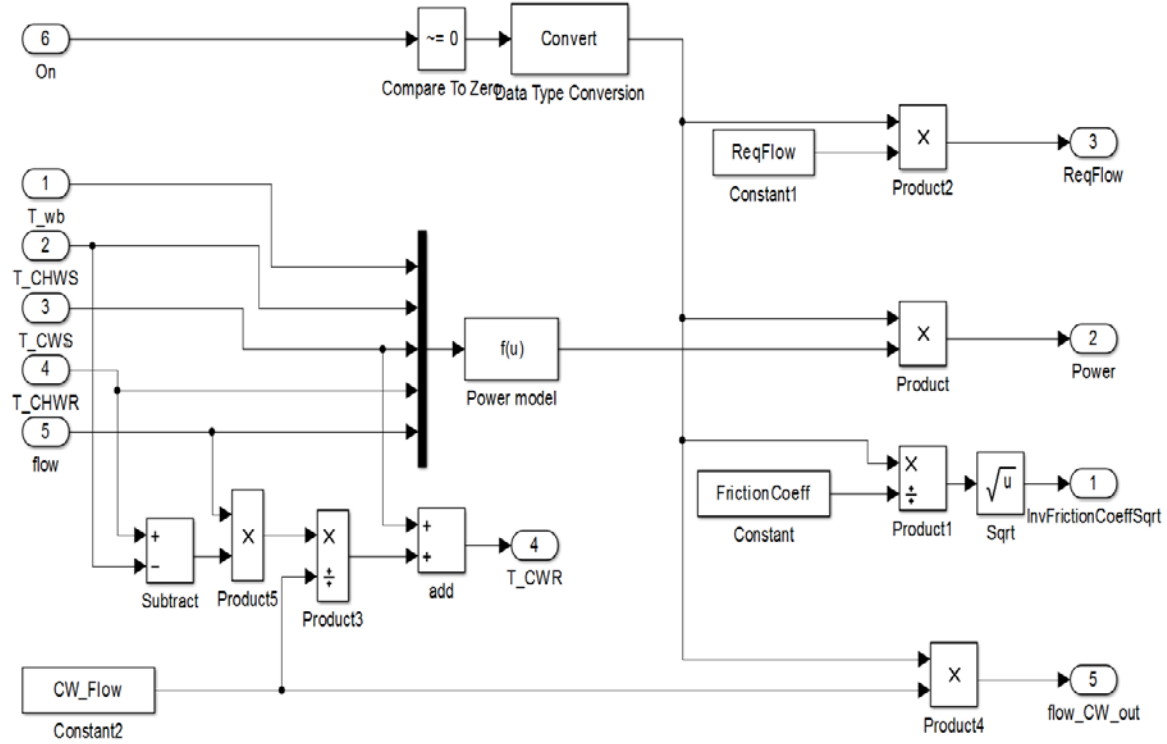 6
On
~= 0
Compare To Zero
Convert
Data Type Conversion
ReqFlow
Constant1
X
Product2
3
ReqFlow
1
T_wb
2
T_CHWS
3
T_CWS
4
T_CHWR
5
flow
f(u)
Power model
X
Product
2
Power
FrictionCoeff
Constant
X
÷
Product1
√u
Sqrt
1
InvFrictionCoeffSqrt
+
−
Subtract
X
Product5
X
÷
Product3
+
+
add
4
T_CWR
CW_Flow
Constant2
X
Product4
5
flow_CW_out